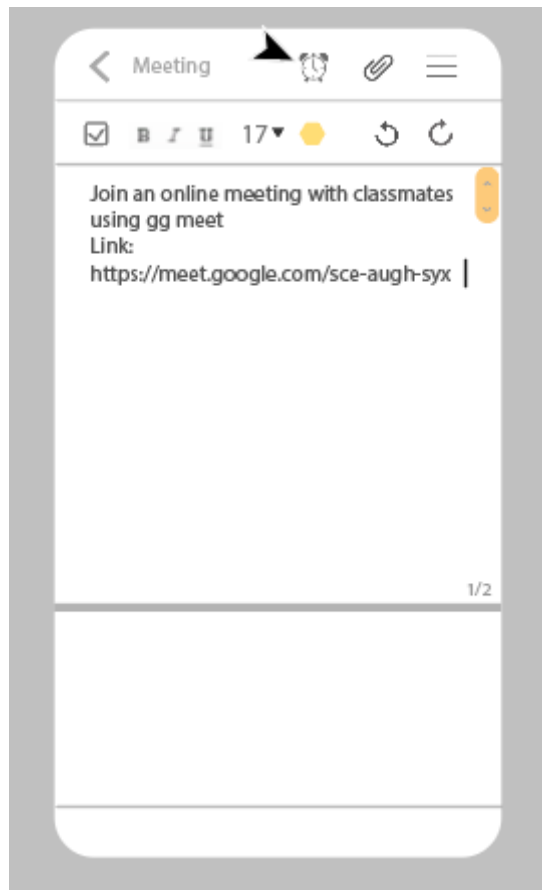 Meeting
B I U 17
Join an online meeting with classmates
using gg meet
Link:
https://meet.google.com/sce-augh-syx
1/2